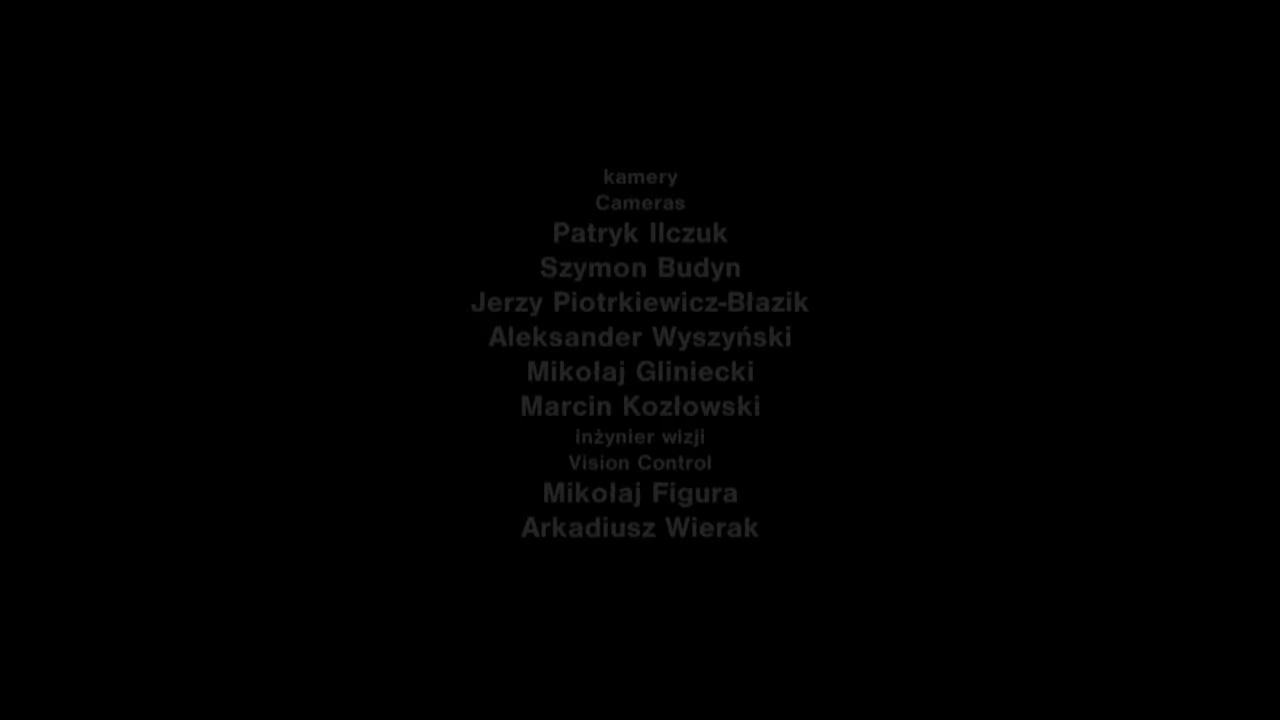 kamery
Cameras
Patryk Ilczuk
Szymon Budyn
Jerzy Piotrkiewicz-Błazik
Aleksander Wyszyński
Mikołaj Gliniecki
Marcin Kozłowski
inżynier wizji
Vision Control
Mikołaj Figura
Arkadiusz Wierak